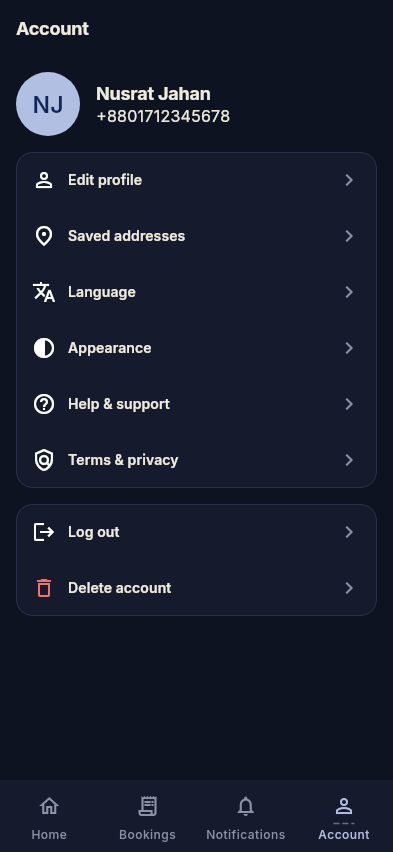 Account
NJ
Nusrat Jahan
+8801712345678
Edit profile
Saved addresses
Language
Appearance
Help & support
Terms & privacy
Log out
Delete account
Home
Bookings
Notifications
Account